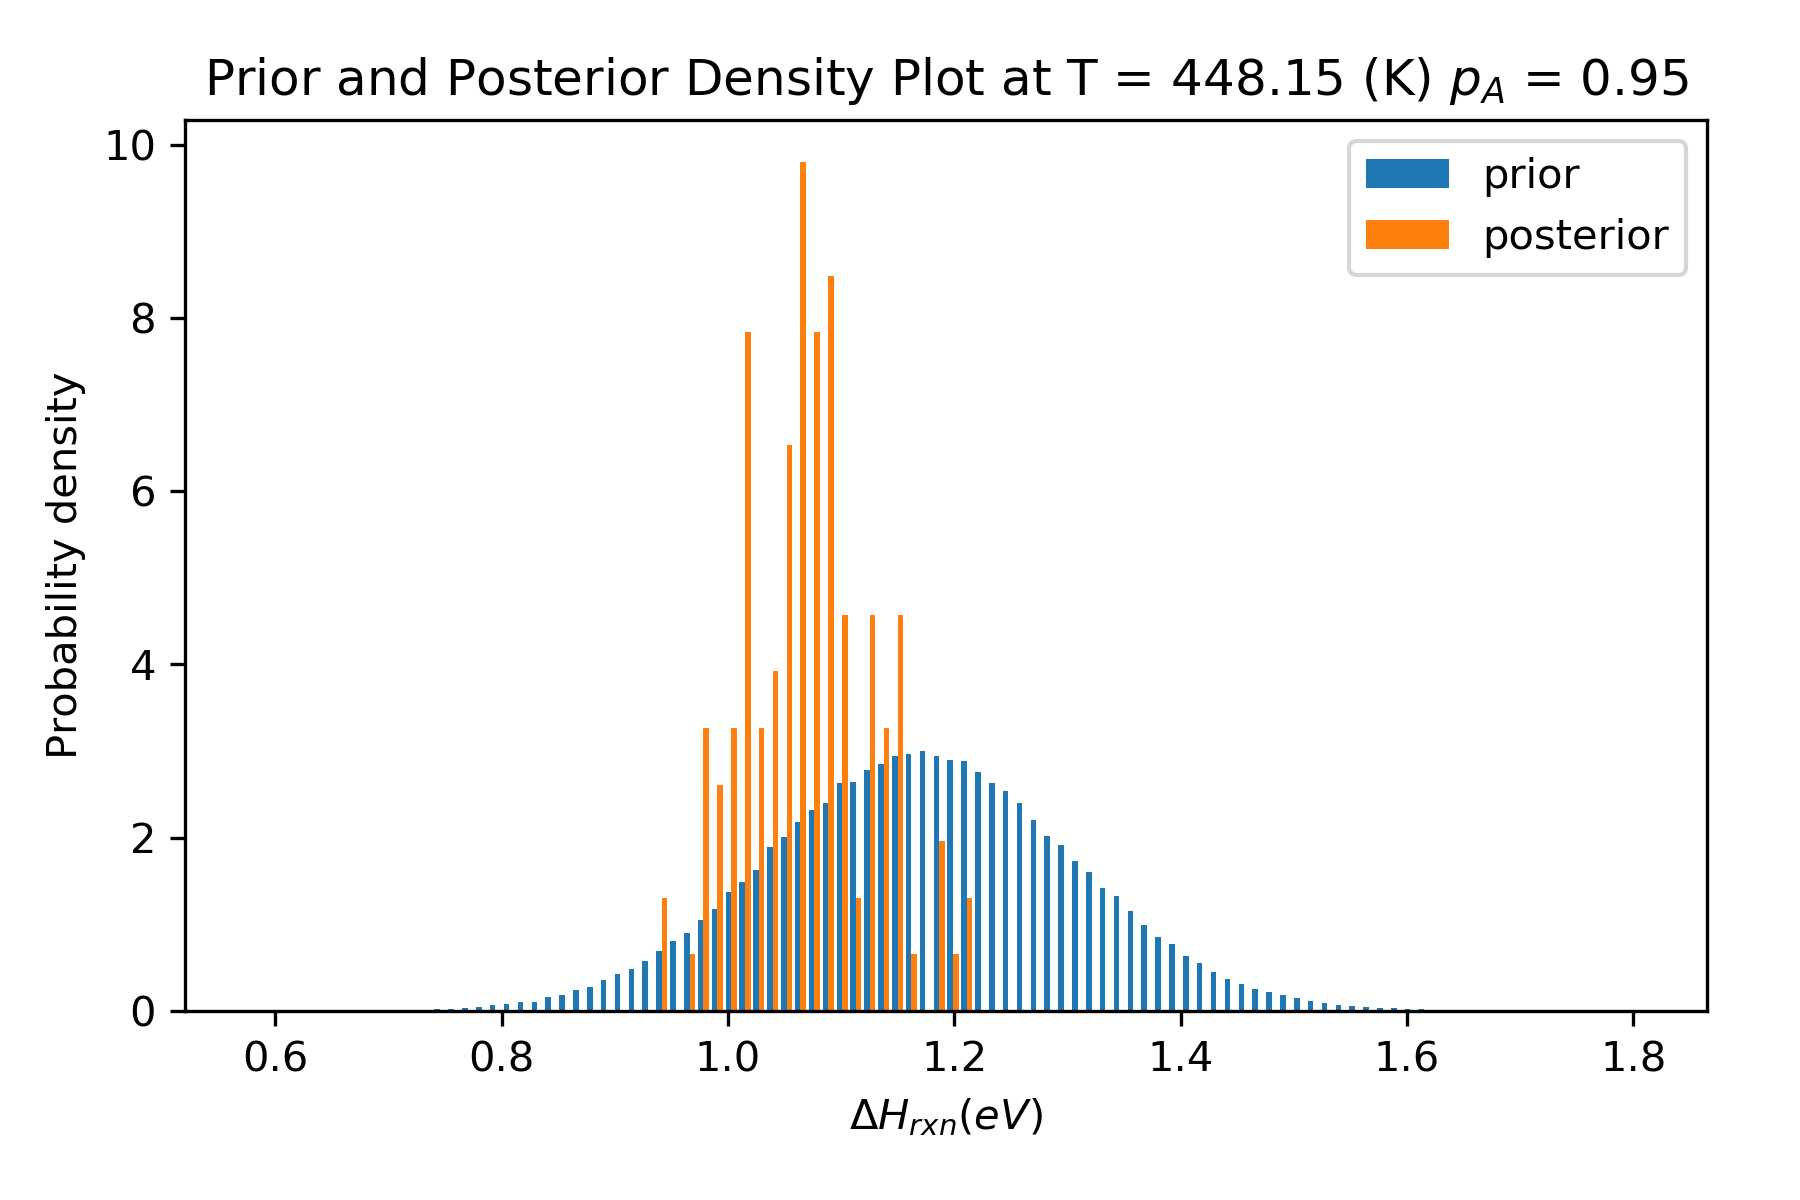 Prior and Posterior Density Plot at T = 448.15 (K) p_A = 0.95
prior
posterior
Probability density
10
8
6
4
2
0
0.6 0.8 1.0 1.2 1.4 1.6 1.8
ΔH_rxn(eV)